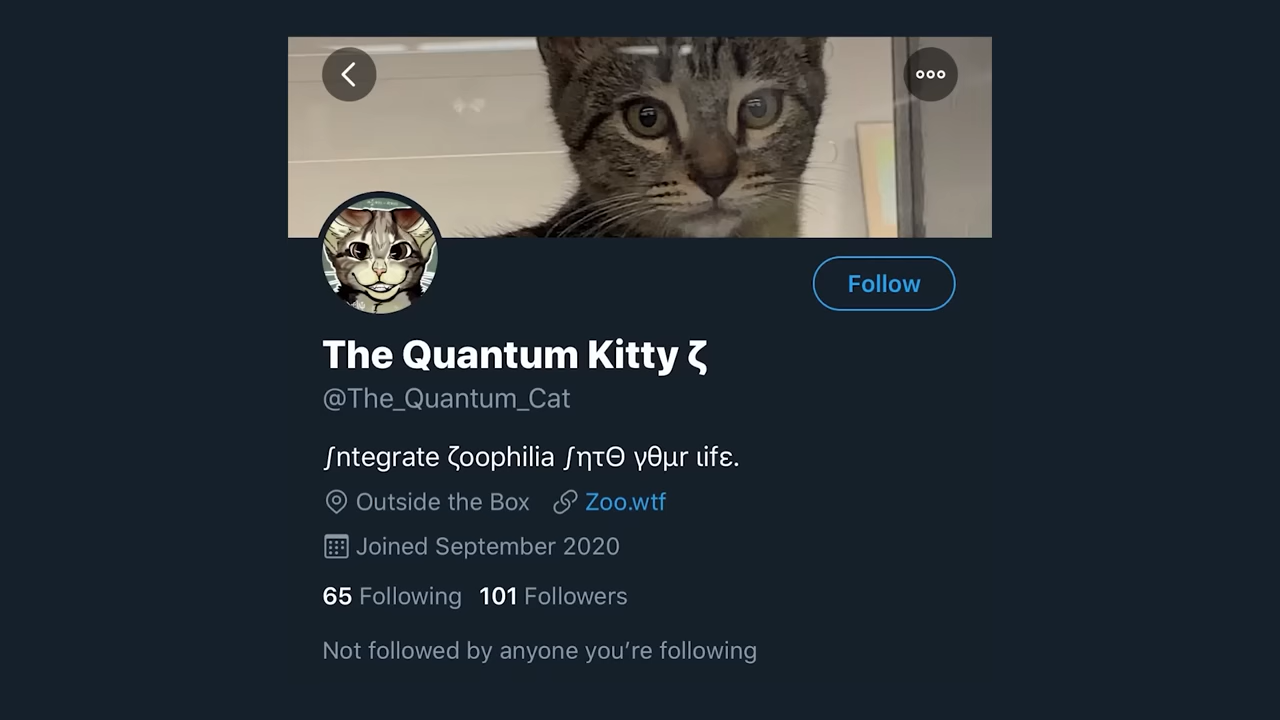 Follow
The Quantum Kitty ζ
@The_Quantum_Cat
∫ntegrate ζoophilia ∫ητΘ γθμr ιifε.
Outside the Box Zoo.wtf
Joined September 2020
65 Following 101 Followers
Not followed by anyone you’re following